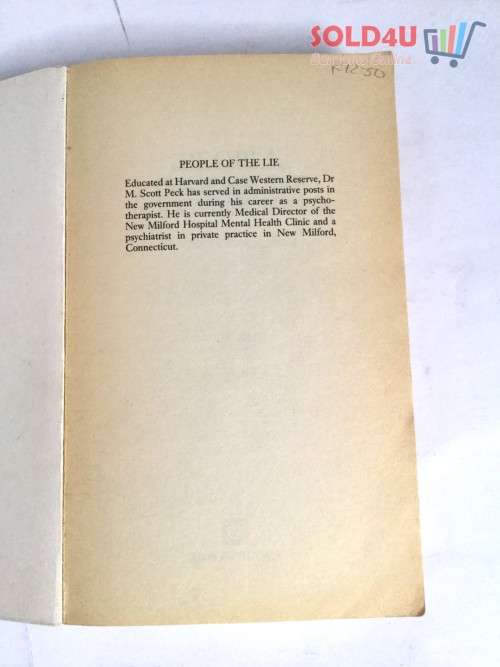 SOLD4U
PEOPLE OF THE LIE
Educated at Harvard and Case Western Reserve, Dr
M. Scott Peck has served in administrative posts in
the government during his career as a psycho-
therapist. He is currently Medical Director of the
New Milford Hospital Mental Health Clinic and a
psychiatrist in private practice in New Milford,
Connecticut.